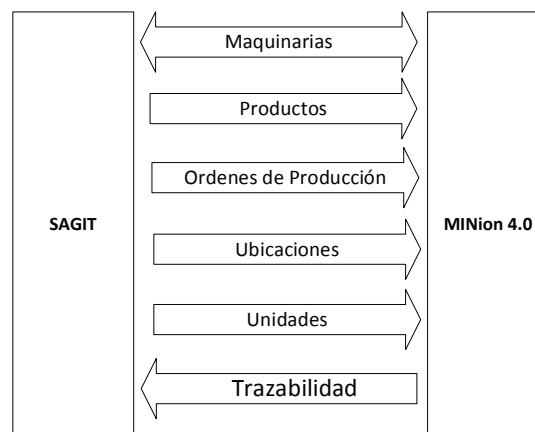 Maquinarias
Productos
Ordenes de Producción
SAGIT
MINion 4.0
Ubicaciones
Unidades
Trazabilidad